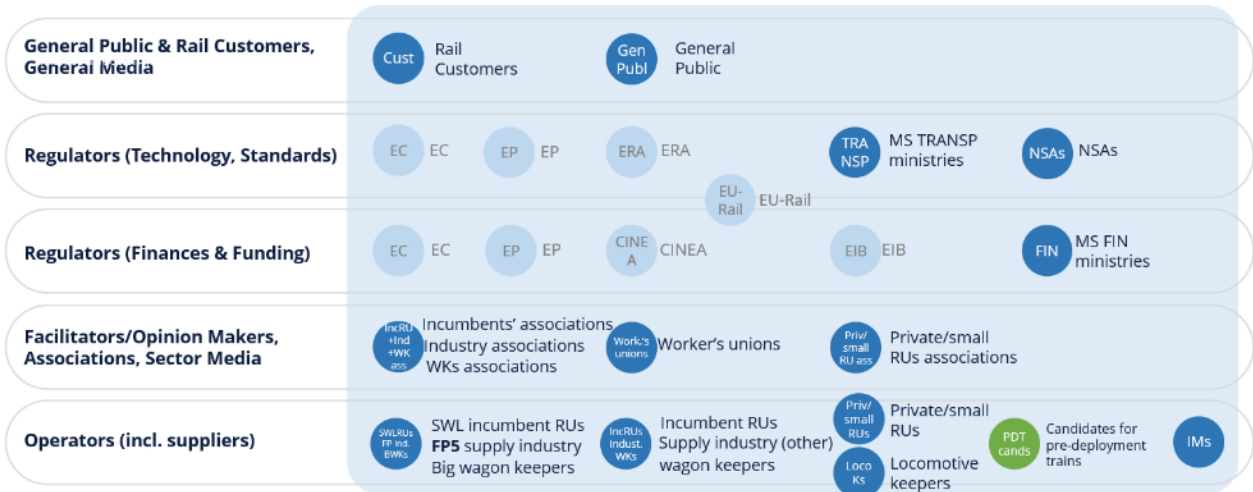 General Public & Rail Customers,
General Media
Cust
Rail
Customers
Gen
Publ
General
Public
Regulators (Technology, Standards)
EC
EC
EP
EP
ERA
ERA
TRA
NSP
MS TRANSP
ministries
NSAs
NSAs
EU-
Rail
EU-Rail
Regulators (Finances & Funding)
EC
EC
EP
EP
CINE
A
CINEA
EIB
EIB
FIN
MS FIN
ministries
Facilitators/Opinion Makers,
Associations, Sector Media
IncRU
+Ind
+WK
ass
Incumbents' associations
Industry associations
WKs associations
Work.'s
unions
Worker's unions
Priv/
small
RU ass
Private/small
RUs associations
Operators (incl. suppliers)
SWLRUs
FP Ind.
BWKs
SWL incumbent RUs
FP5 supply industry
Big wagon keepers
IncRUs
Indust.
WKs
Incumbent RUs
Supply industry (other)
wagon keepers
Priv/
small
RUs
Private/small
RUs
Loco
Ks
Locomotive
keepers
PDT
cands
Candidates for
pre-deployment
trains
IMs